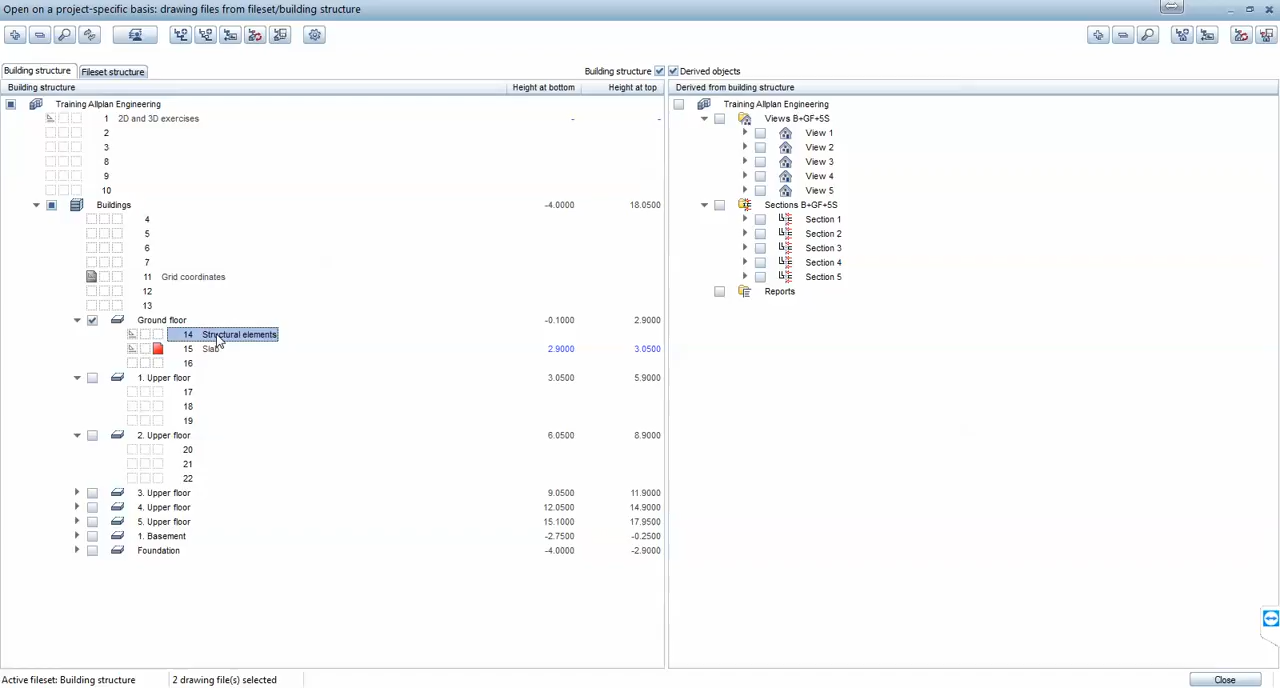 Open on a project-specific basis: drawing files from fileset/building structure
Building structure
Fileset structure
Building structure
Derived objects
Building structure Height at bottom Height at top
Derived from building structure
Training Allplan Engineering
1 2D and 3D exercises - -
2
3
8
9
10
Buildings -4.0000 18.0500
4
5
6
7
11 Grid coordinates
12
13
Ground floor -0.1000 2.9000
14 Structural elements
15 Slab 2.9000 3.0500
16
1. Upper floor 3.0500 5.9000
17
18
19
2. Upper floor 6.0500 8.9000
20
21
22
3. Upper floor 9.0500 11.9000
4. Upper floor 12.0500 14.9000
5. Upper floor 15.1000 17.9500
1. Basement -2.7500 -0.2500
Foundation -4.0000 -2.9000
Training Allplan Engineering
Views B+GF+5S
View 1
View 2
View 3
View 4
View 5
Sections B+GF+5S
Section 1
Section 2
Section 3
Section 4
Section 5
Reports
Active fileset: Building structure 2 drawing file(s) selected
Close